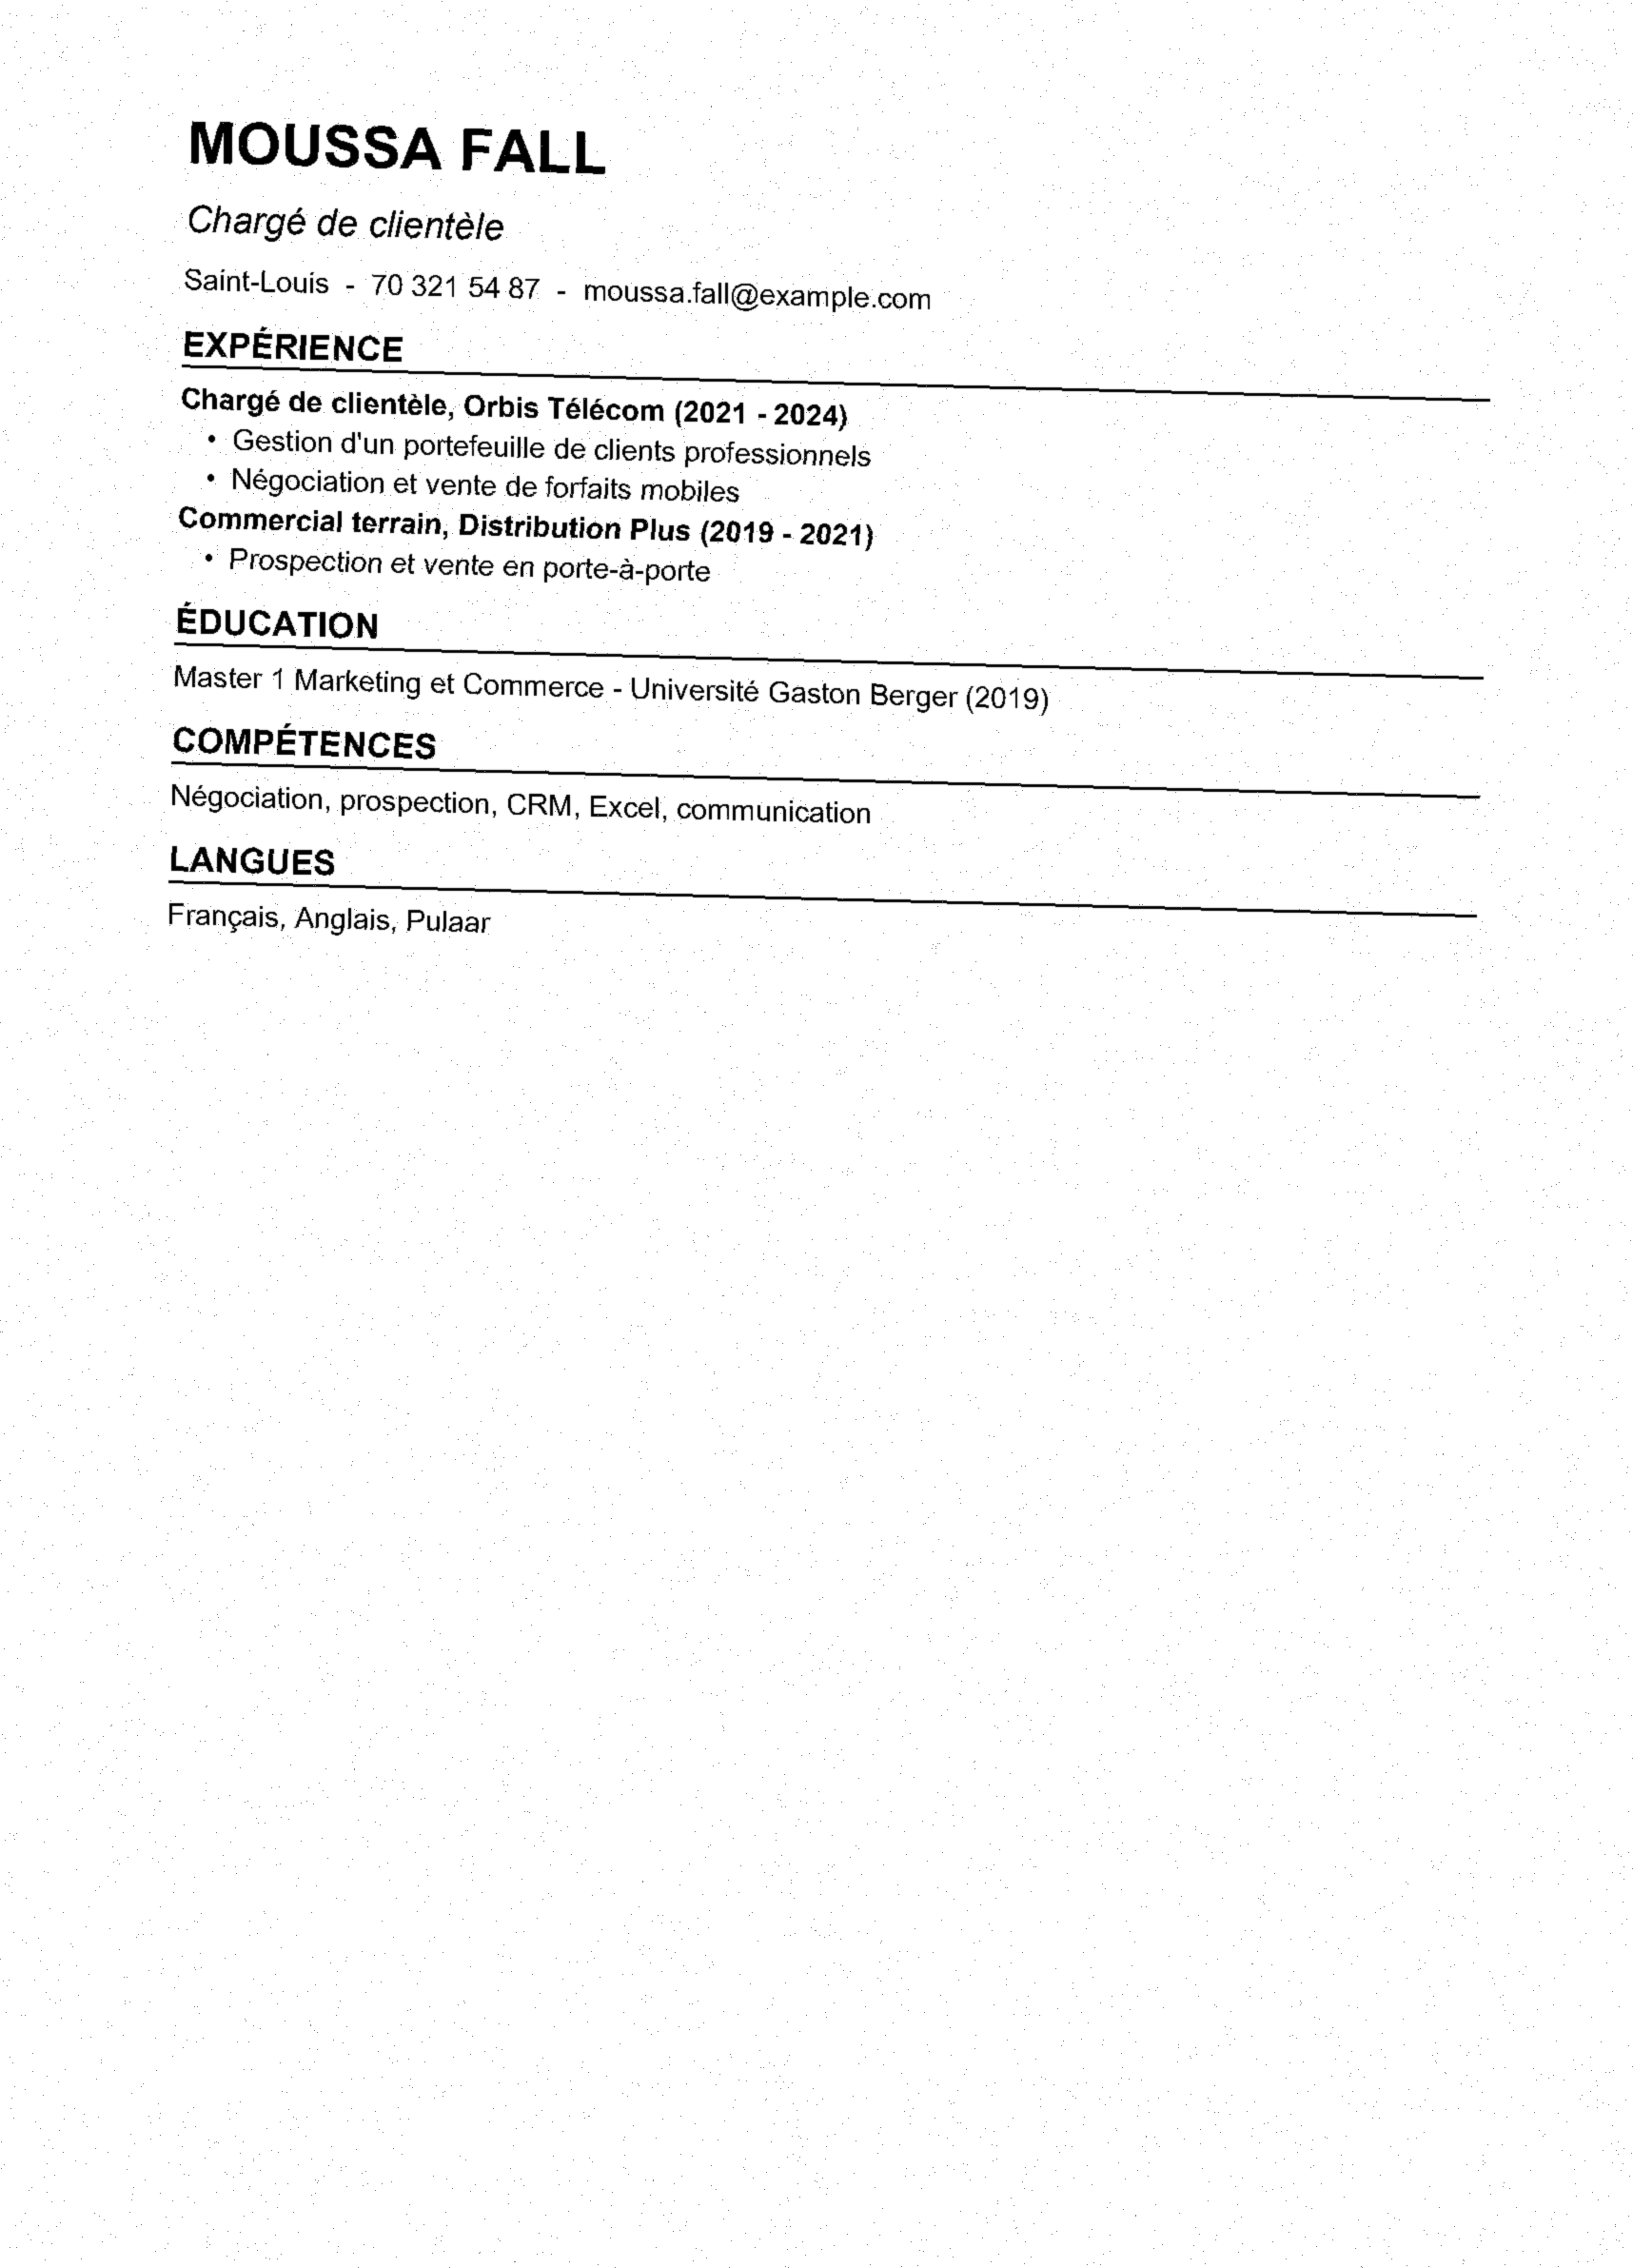 MOUSSA FALL
Chargé de clientèle
Saint-Louis - 70 321 54 87 - moussa.fall@example.com
EXPÉRIENCE
Chargé de clientèle, Orbis Télécom (2021 - 2024)
• Gestion d'un portefeuille de clients professionnels
• Négociation et vente de forfaits mobiles
Commercial terrain, Distribution Plus (2019 - 2021)
• Prospection et vente en porte-à-porte
ÉDUCATION
Master 1 Marketing et Commerce - Université Gaston Berger (2019)
COMPÉTENCES
Négociation, prospection, CRM, Excel, communication
LANGUES
Français, Anglais, Pulaar